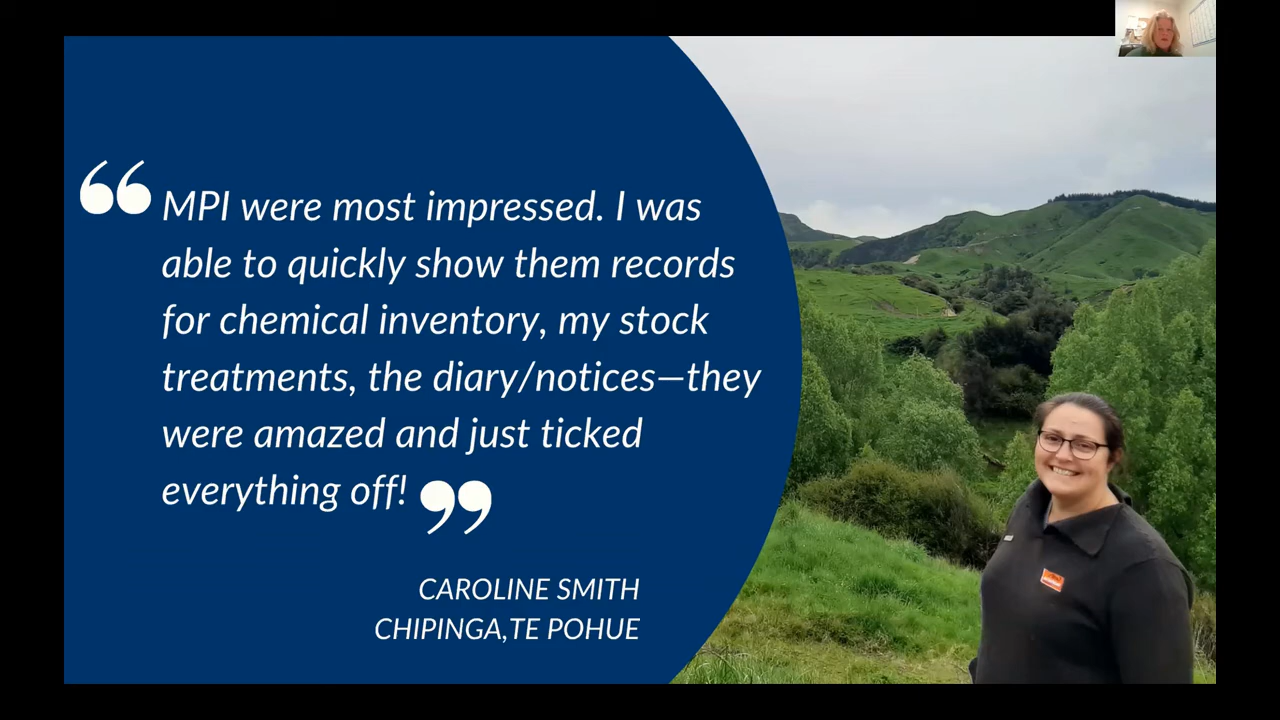 “ MPI were most impressed. I was
able to quickly show them records
for chemical inventory, my stock
treatments, the diary/notices—they
were amazed and just ticked
everything off! ”
CAROLINE SMITH
CHIPINGA,TE POHUE